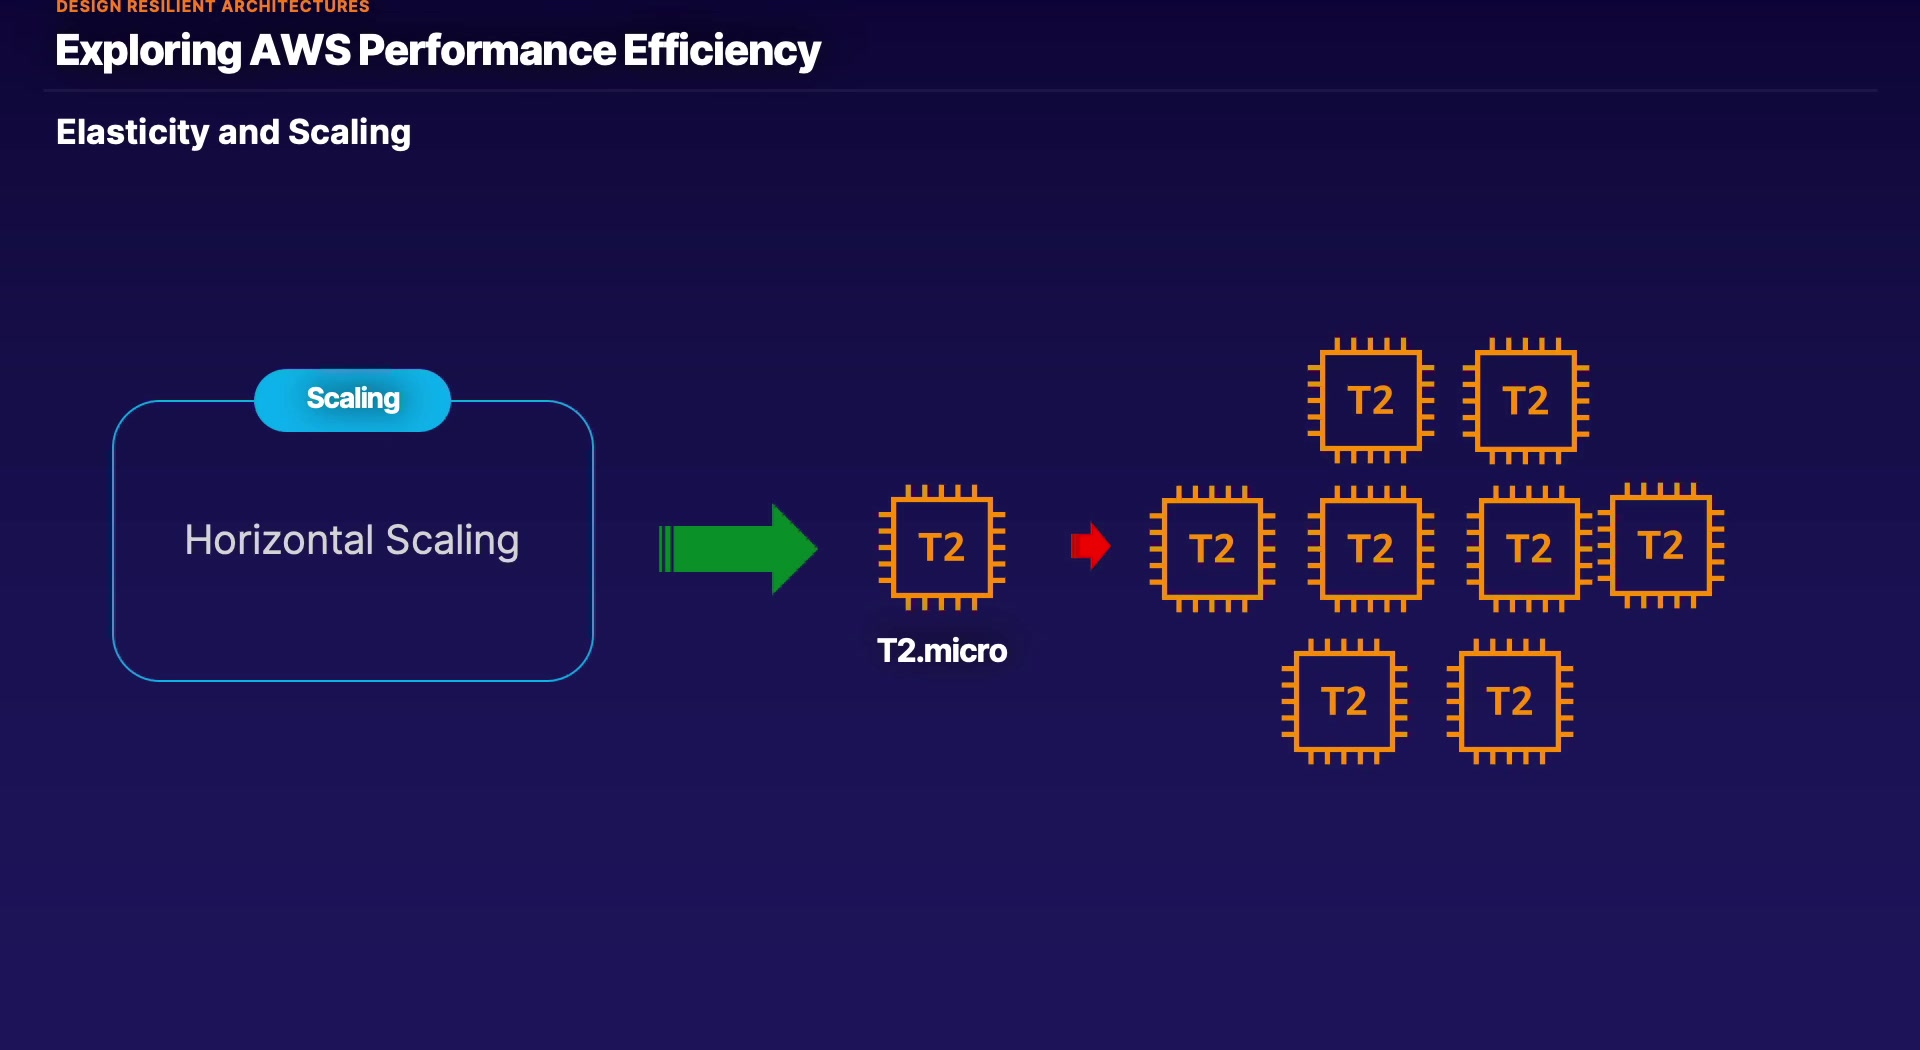 DESIGN RESILIENT ARCHITECTURES
Exploring AWS Performance Efficiency
Elasticity and Scaling
Scaling
Horizontal Scaling
T2
T2.micro
T2
T2
T2
T2
T2
T2
T2
T2